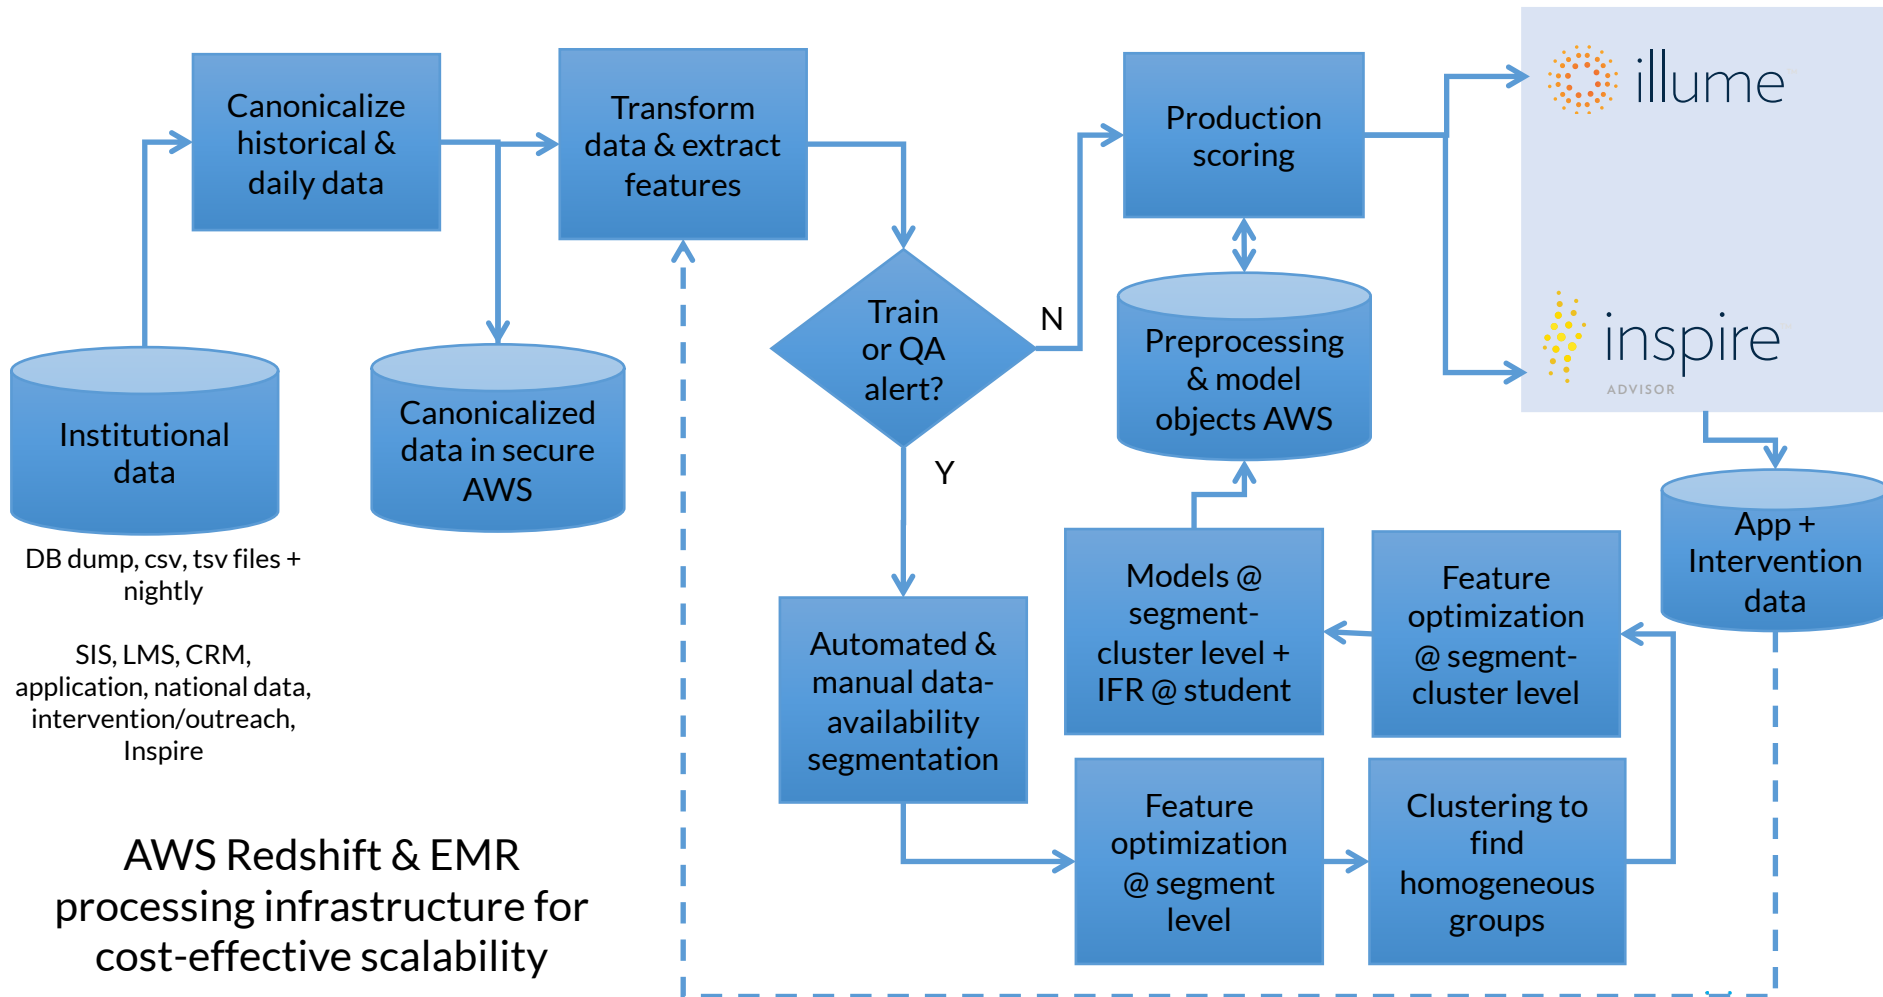 Canonicalize
historical &
daily data
Transform
data & extract
features
Production
scoring
illume
inspire
ADVISOR
Train
or QA
alert?
N
Y
Preprocessing
& model
objects AWS
Institutional
data
Canonicalized
data in secure
AWS
DB dump, csv, tsv files +
nightly
SIS, LMS, CRM,
application, national data,
intervention/outreach,
Inspire
App +
Intervention
data
Models @
segment-
cluster level +
IFR @ student
Feature
optimization
@ segment-
cluster level
Automated &
manual data-
availability
segmentation
Feature
optimization
@ segment
level
Clustering to
find
homogeneous
groups
AWS Redshift & EMR
processing infrastructure for
cost-effective scalability